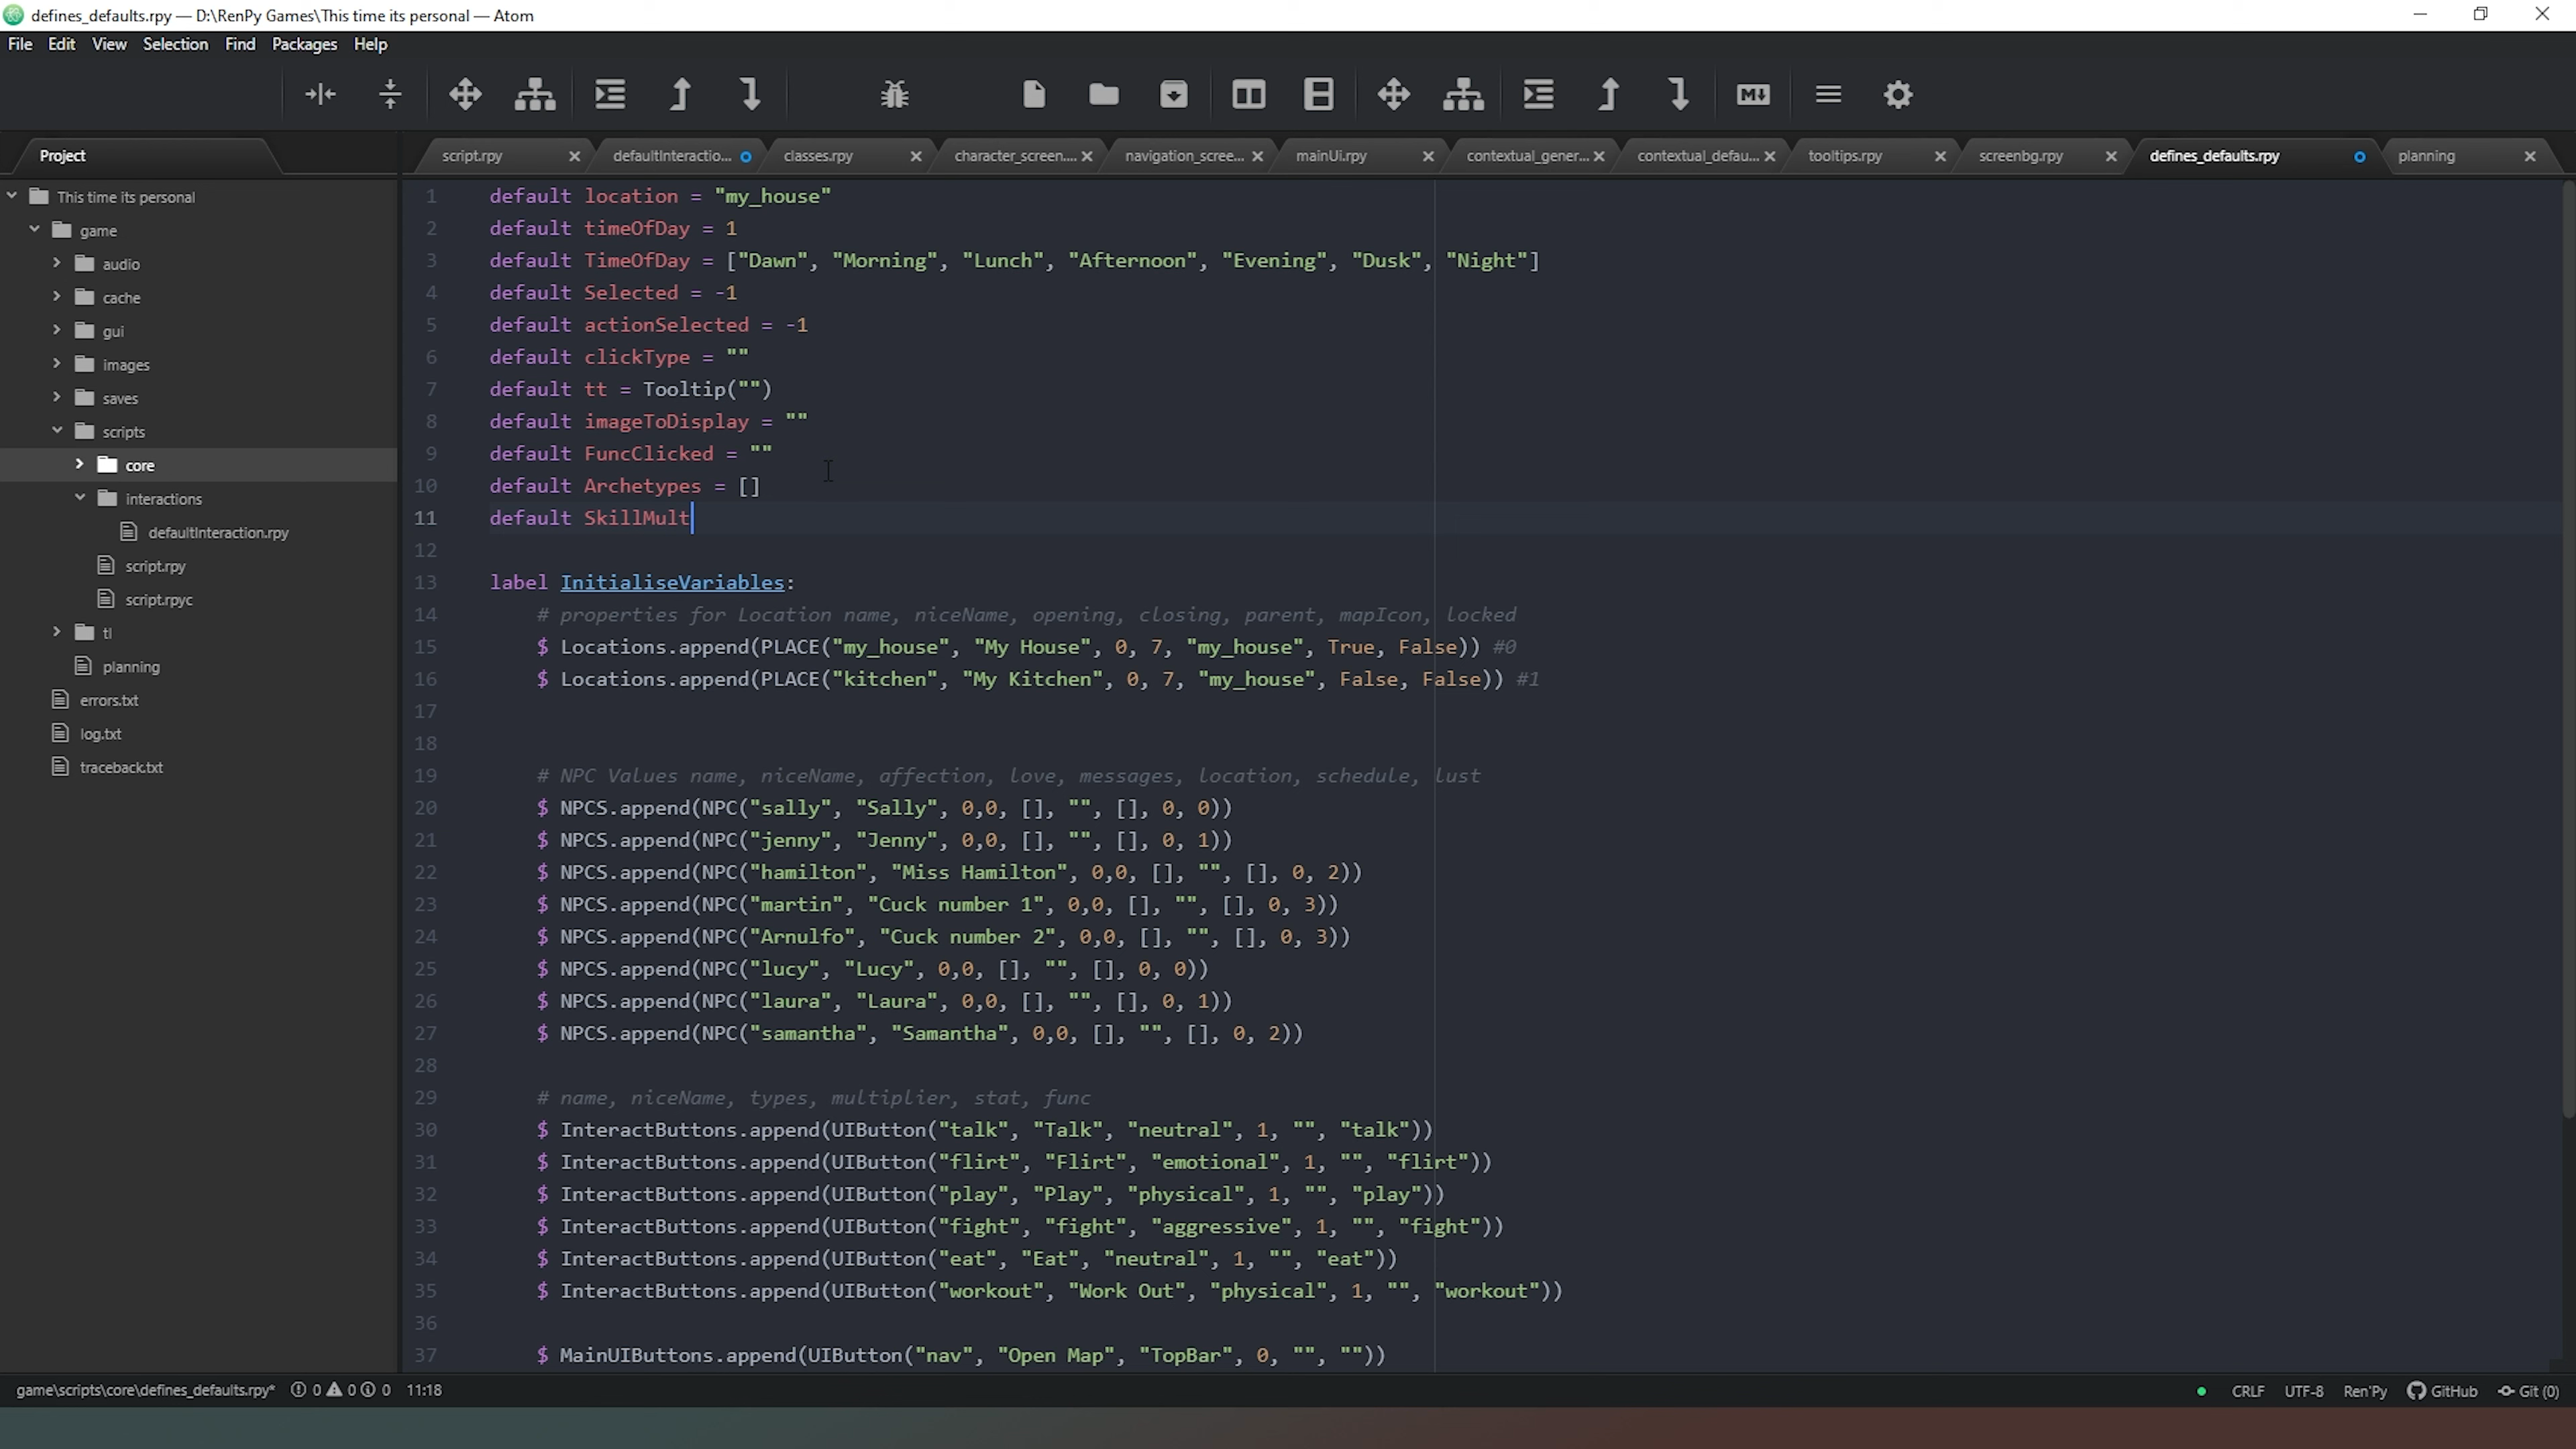 defines_defaults.rpy — D:\RenPy Games\This time its personal — Atom
File Edit View Selection Find Packages Help
M↓
Project
script.rpy defaultInteractio... classes.rpy character_screen.... navigation_scree... mainUi.rpy contextual_gener... contextual_defau... tooltips.rpy screenbg.rpy defines_defaults.rpy planning
This time its personal
game
audio
cache
gui
images
saves
scripts
core
interactions
defaultInteraction.rpy
script.rpy
script.rpyc
tl
planning
errors.txt
log.txt
traceback.txt
1 default location = "my_house"
2 default timeOfDay = 1
3 default TimeOfDay = ["Dawn", "Morning", "Lunch", "Afternoon", "Evening", "Dusk", "Night"]
4 default Selected = -1
5 default actionSelected = -1
6 default clickType = ""
7 default tt = Tooltip("")
8 default imageToDisplay = ""
9 default FuncClicked = ""
10 default Archetypes = []
11 default SkillMult
12
13 label InitialiseVariables:
14 # properties for Location name, niceName, opening, closing, parent, mapIcon, locked
15 $ Locations.append(PLACE("my_house", "My House", 0, 7, "my_house", True, False)) #0
16 $ Locations.append(PLACE("kitchen", "My Kitchen", 0, 7, "my_house", False, False)) #1
17
18
19 # NPC Values name, niceName, affection, love, messages, location, schedule, lust
20 $ NPCS.append(NPC("sally", "Sally", 0,0, [], "", [], 0, 0))
21 $ NPCS.append(NPC("jenny", "Jenny", 0,0, [], "", [], 0, 1))
22 $ NPCS.append(NPC("hamilton", "Miss Hamilton", 0,0, [], "", [], 0, 2))
23 $ NPCS.append(NPC("martin", "Cuck number 1", 0,0, [], "", [], 0, 3))
24 $ NPCS.append(NPC("Arnulfo", "Cuck number 2", 0,0, [], "", [], 0, 3))
25 $ NPCS.append(NPC("lucy", "Lucy", 0,0, [], "", [], 0, 0))
26 $ NPCS.append(NPC("laura", "Laura", 0,0, [], "", [], 0, 1))
27 $ NPCS.append(NPC("samantha", "Samantha", 0,0, [], "", [], 0, 2))
28
29 # name, niceName, types, multiplier, stat, func
30 $ InteractButtons.append(UIButton("talk", "Talk", "neutral", 1, "", "talk"))
31 $ InteractButtons.append(UIButton("flirt", "Flirt", "emotional", 1, "", "flirt"))
32 $ InteractButtons.append(UIButton("play", "Play", "physical", 1, "", "play"))
33 $ InteractButtons.append(UIButton("fight", "fight", "aggressive", 1, "", "fight"))
34 $ InteractButtons.append(UIButton("eat", "Eat", "neutral", 1, "", "eat"))
35 $ InteractButtons.append(UIButton("workout", "Work Out", "physical", 1, "", "workout"))
36
37 $ MainUIButtons.append(UIButton("nav", "Open Map", "TopBar", 0, "", ""))
game\scripts\core\defines_defaults.rpy* 0 0 0 11:18 CRLF UTF-8 Ren'Py GitHub Git (0)